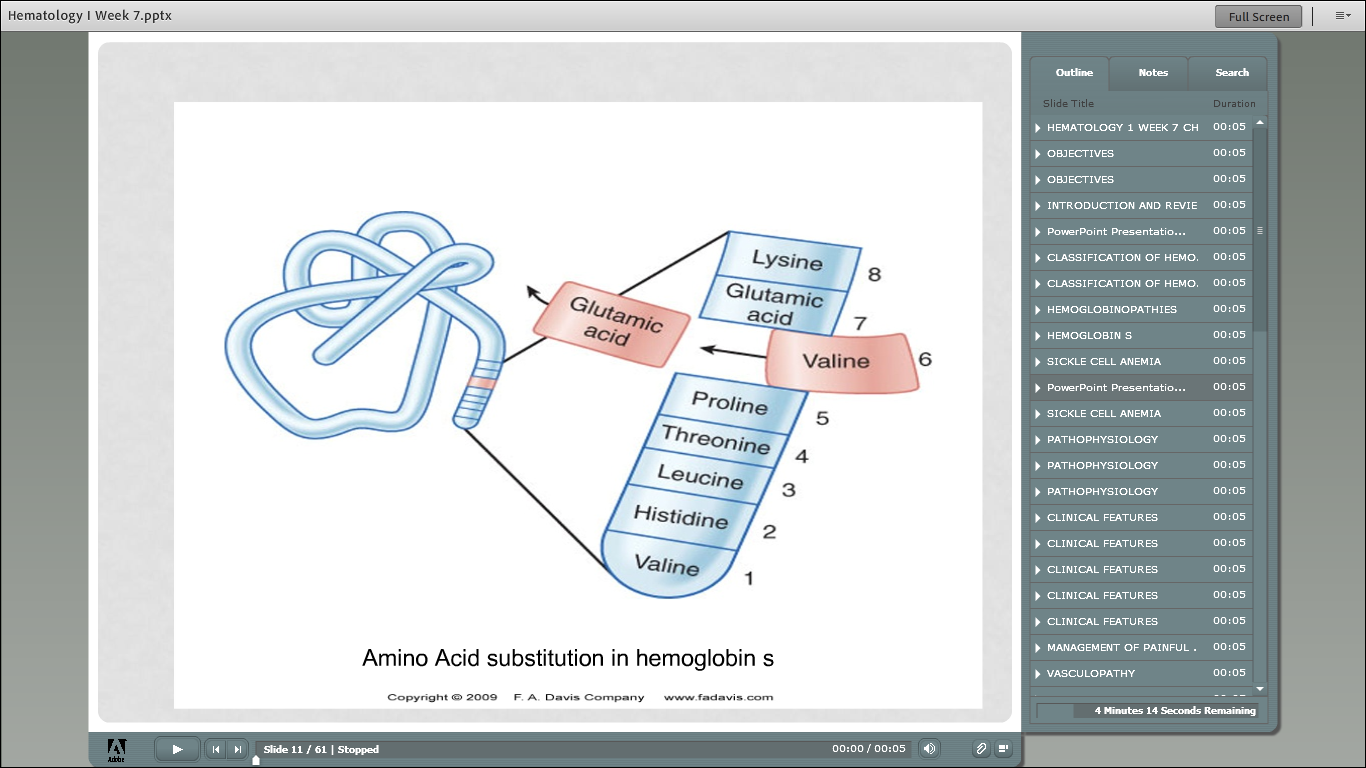 Hematology I Week 7.pptx
Full Screen
Lysine
8
Glutamic
acid
7
Glutamic
acid
Valine
6
Proline
5
Threonine
4
Leucine
3
Histidine
2
Valine
1
Amino Acid substitution in hemoglobin s
Copyright © 2009 F. A. Davis Company www.fadavis.com
Outline Notes Search
Slide Title Duration
HEMATOLOGY 1 WEEK 7 CH 00:05
OBJECTIVES 00:05
OBJECTIVES 00:05
INTRODUCTION AND REVIE 00:05
PowerPoint Presentatio... 00:05
CLASSIFICATION OF HEMO. 00:05
CLASSIFICATION OF HEMO. 00:05
HEMOGLOBINOPATHIES 00:05
HEMOGLOBIN S 00:05
SICKLE CELL ANEMIA 00:05
PowerPoint Presentatio... 00:05
SICKLE CELL ANEMIA 00:05
PATHOPHYSIOLOGY 00:05
PATHOPHYSIOLOGY 00:05
PATHOPHYSIOLOGY 00:05
CLINICAL FEATURES 00:05
CLINICAL FEATURES 00:05
CLINICAL FEATURES 00:05
CLINICAL FEATURES 00:05
CLINICAL FEATURES 00:05
MANAGEMENT OF PAINFUL . 00:05
VASCULOPATHY 00:05
4 Minutes 14 Seconds Remaining
Adobe
Slide 11 / 61 | Stopped
00:00 / 00:05